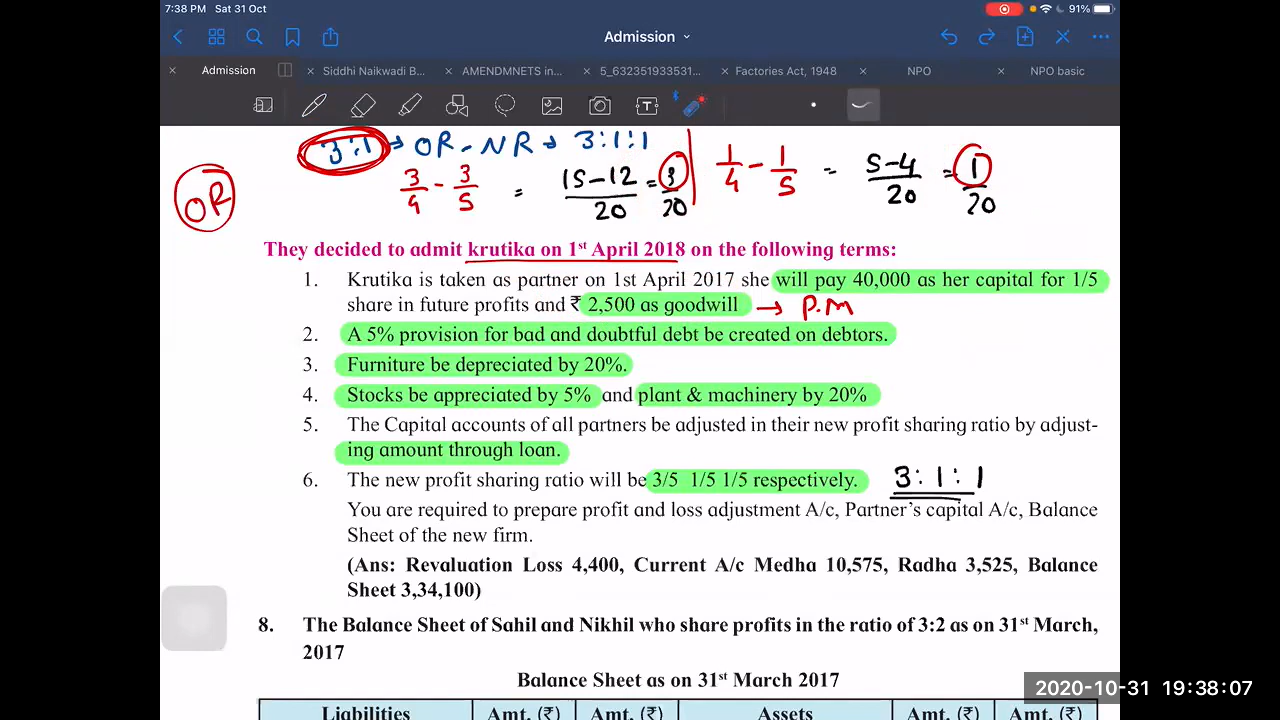 7:38 PM Sat 31 Oct 91%
Admission
Admission Siddhi Naikwadi B... AMENDMNETS in... 5_632351933531... Factories Act, 1948 NPO NPO basic
3:1 → OR - NR → 3:1:1
OR
3/4 - 3/5 = 15-12/20 = 3/20
1/4 - 1/5 = 5-4/20 = 1/20
They decided to admit krutika on 1st April 2018 on the following terms:
1. Krutika is taken as partner on 1st April 2017 she will pay 40,000 as her capital for 1/5
share in future profits and ₹ 2,500 as goodwill → P.M
2. A 5% provision for bad and doubtful debt be created on debtors.
3. Furniture be depreciated by 20%.
4. Stocks be appreciated by 5% and plant & machinery by 20%
5. The Capital accounts of all partners be adjusted in their new profit sharing ratio by adjust-
ing amount through loan.
6. The new profit sharing ratio will be 3/5 1/5 1/5 respectively. 3:1:1
You are required to prepare profit and loss adjustment A/c, Partner's capital A/c, Balance
Sheet of the new firm.
(Ans: Revaluation Loss 4,400, Current A/c Medha 10,575, Radha 3,525, Balance
Sheet 3,34,100)
8. The Balance Sheet of Sahil and Nikhil who share profits in the ratio of 3:2 as on 31st March,
2017
Balance Sheet as on 31st March 2017
2020-10-31 19:38:07
Liabilities Amt. (₹) Amt. (₹) Assets Amt. (₹) Amt. (₹)